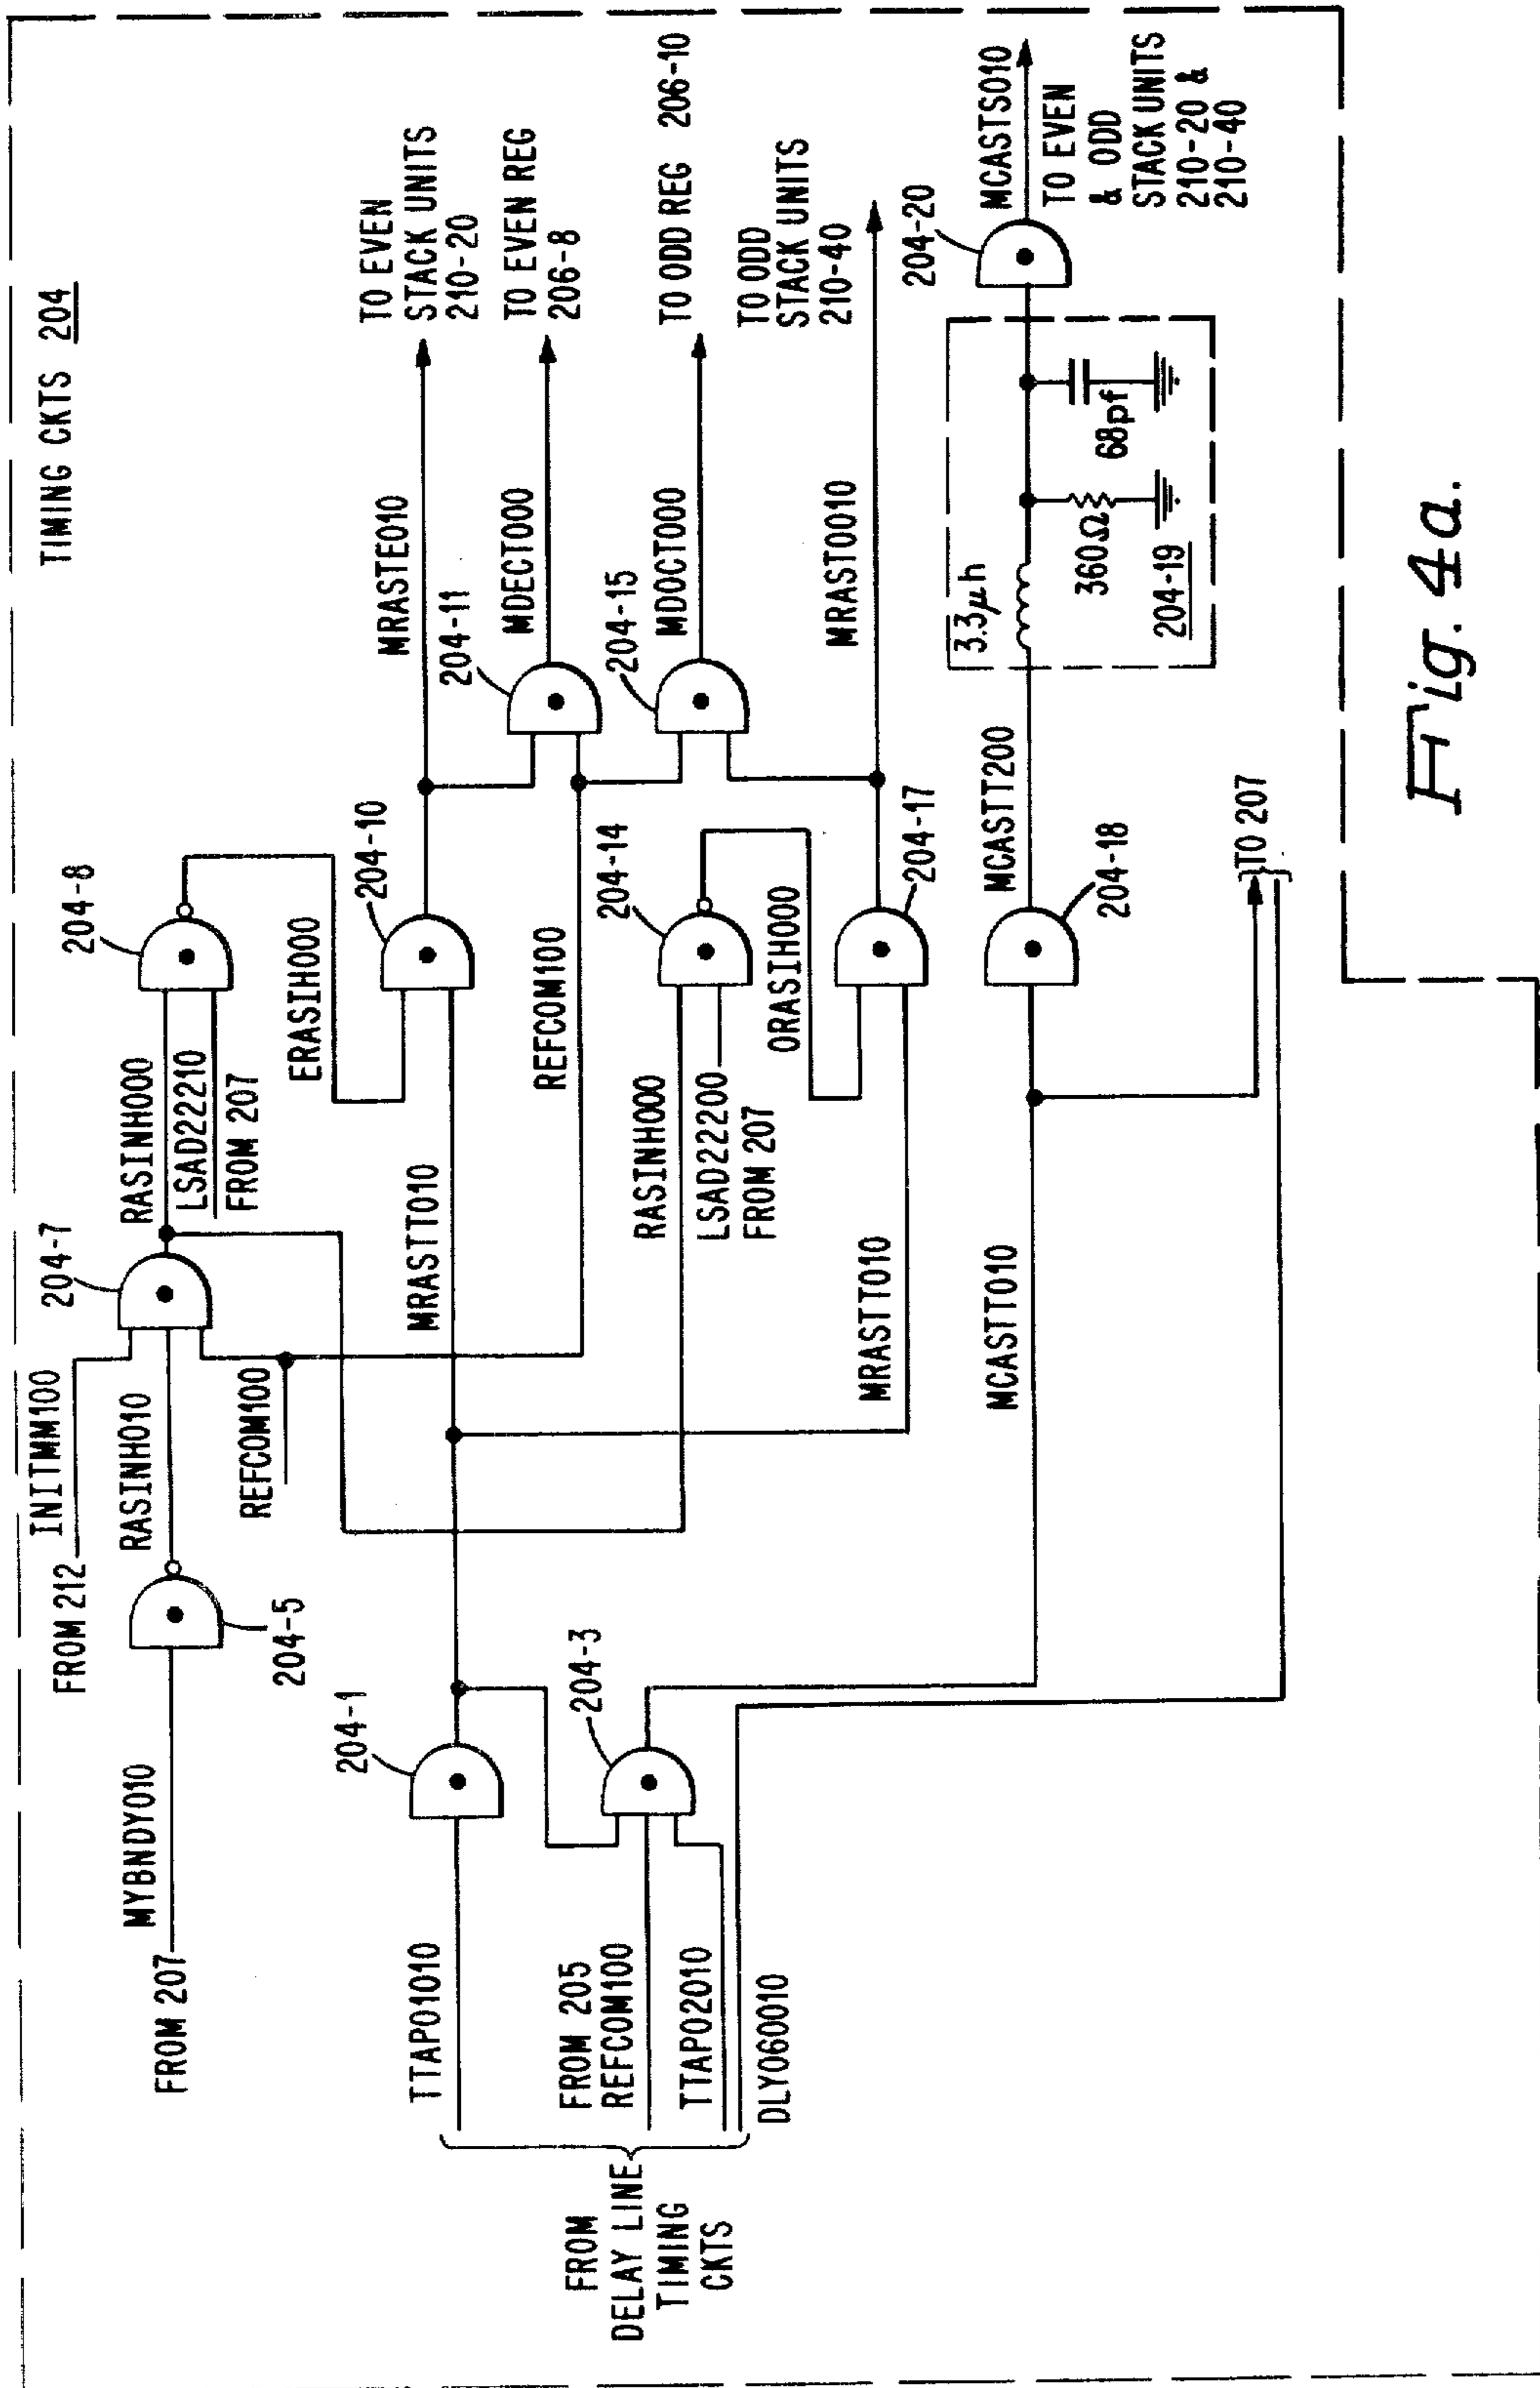 TIMING CKTS 204
FROM 207
MYBNDY010
204-5
FROM 212
INITMM100
RASINH010
REFCOM100
204-7
RASINH000
LSAD22210
FROM 207
204-8
ERASIH000
204-10
MRASTE010
TO EVEN
STACK UNITS
210-20
204-11
MDECT000
TO EVEN REG
206-8
FROM
DELAY LINE
TIMING
CKTS
TTAP01010
204-1
MRASTT010
REFCOM100
204-15
MDOCT000
TO ODD REG 206-10
FROM 205
REFCOM100
TTAP02010
DLY060010
204-3
RASINH000
LSAD22200
FROM 207
204-14
ORASIH000
MRASTT010
204-17
MRASTO010
TO ODD
STACK UNITS
210-40
MCASTT010
204-18
MCASTT200
3.3μh
360Ω
68pf
204-19
204-20
MCASTS010
TO EVEN
& ODD
STACK UNITS
210-20 &
210-40
TO 207
Fig. 4a.